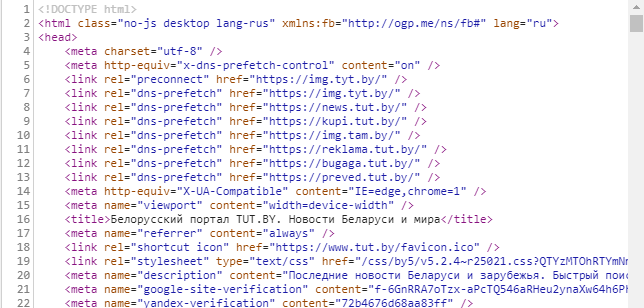 1 <!DOCTYPE html>
2 <html class="no-js desktop lang-rus" xmlns:fb="http://ogp.me/ns/fb#" lang="ru">
3 <head>
4 <meta charset="utf-8" />
5 <meta http-equiv="x-dns-prefetch-control" content="on" />
6 <link rel="preconnect" href="https://img.tyt.by/" />
7 <link rel="dns-prefetch" href="https://img.tyt.by/" />
8 <link rel="dns-prefetch" href="https://news.tut.by/" />
9 <link rel="dns-prefetch" href="https://kupi.tut.by/" />
10 <link rel="dns-prefetch" href="https://img.tam.by/" />
11 <link rel="dns-prefetch" href="https://reklama.tut.by/" />
12 <link rel="dns-prefetch" href="https://bugaga.tut.by/" />
13 <link rel="dns-prefetch" href="https://preved.tut.by/" />
14 <meta http-equiv="X-UA-Compatible" content="IE=edge,chrome=1" />
15 <meta name="viewport" content="width=device-width" />
16 <title>Белорусский портал TUT.BY. Новости Беларуси и мира</title>
17 <meta name="referrer" content="always" />
18 <link rel="shortcut icon" href="https://www.tut.by/favicon.ico" />
19 <link rel="stylesheet" type="text/css" href="/css/by5/v5.2.4~r25021.css?QTYzMTOhRTYmNm
20 <meta name="description" content="Последние новости Беларуси и зарубежья. Быстрый поис
21 <meta name="google-site-verification" content="f-6GnRRA7oTzx-aPcTQ546aRHeu2ynaXw64h6Ph
22 <meta name="yandex-verification" content="72b4676d68aa83ff" />